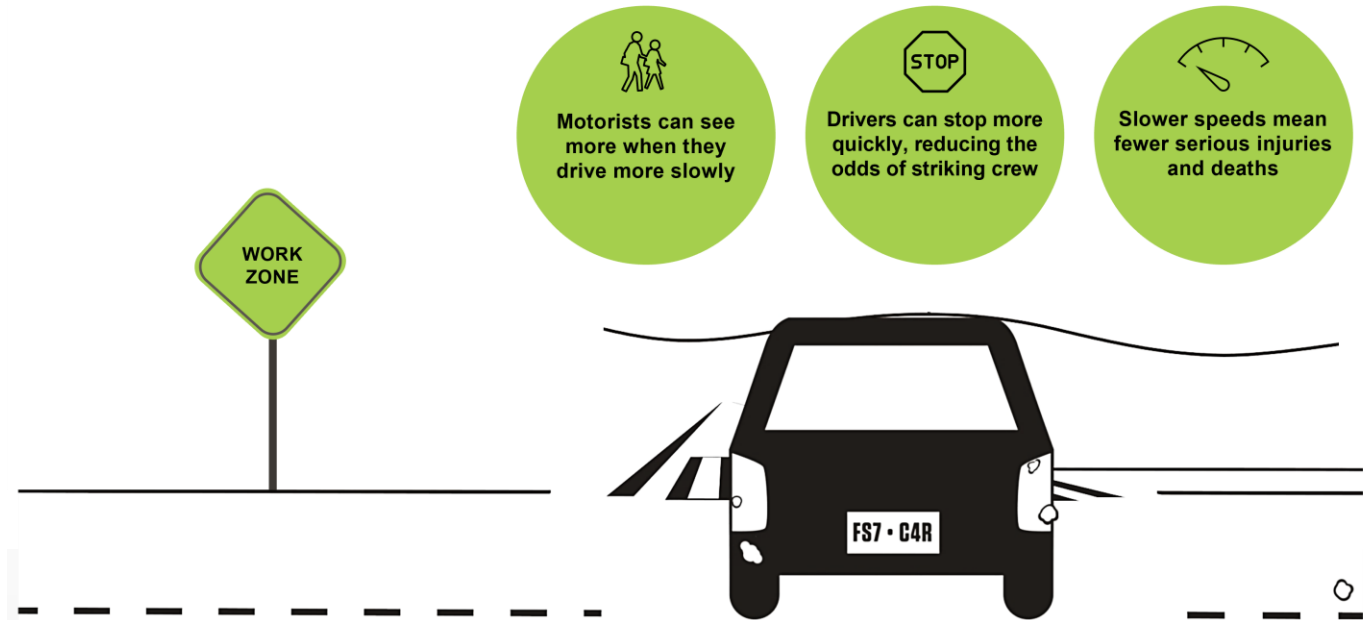 STOP
Motorists can see
more when they
drive more slowly
Drivers can stop more
quickly, reducing the
odds of striking crew
Slower speeds mean
fewer serious injuries
and deaths
WORK
ZONE
FS7 • C4R